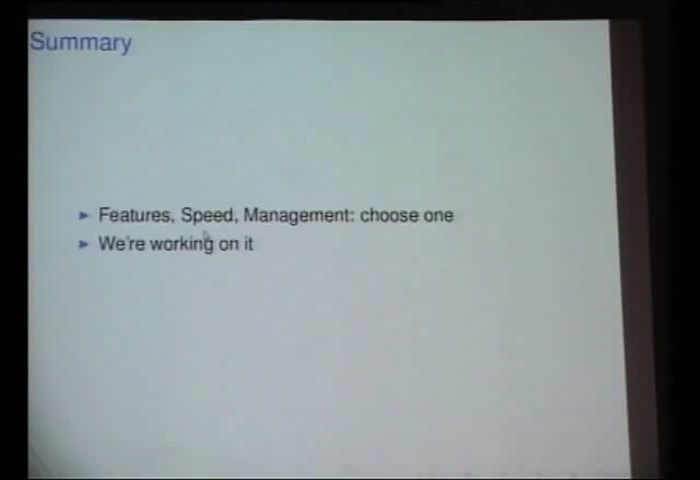 Summary
Features, Speed, Management: choose one
We're working on it